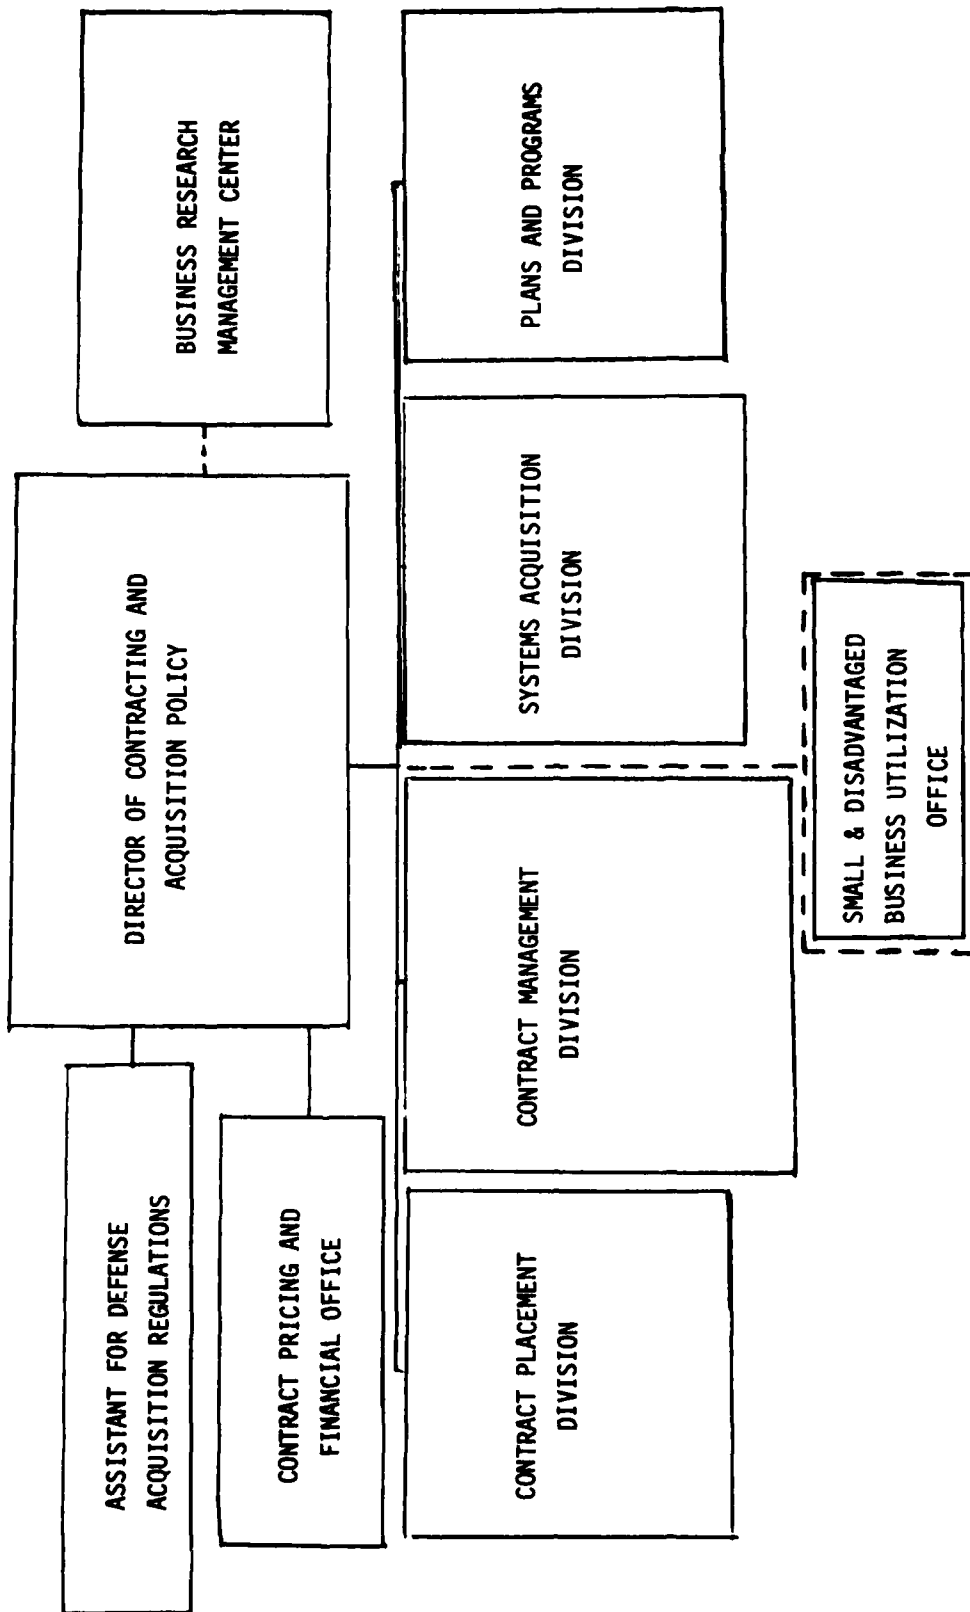 DIRECTOR OF CONTRACTING AND
ACQUISITION POLICY
ASSISTANT FOR DEFENSE
ACQUISITION REGULATIONS
CONTRACT PRICING AND
FINANCIAL OFFICE
BUSINESS RESEARCH
MANAGEMENT CENTER
CONTRACT PLACEMENT
DIVISION
CONTRACT MANAGEMENT
DIVISION
SYSTEMS ACQUISITION
DIVISION
PLANS AND PROGRAMS
DIVISION
SMALL & DISADVANTAGED
BUSINESS UTILIZATION
OFFICE